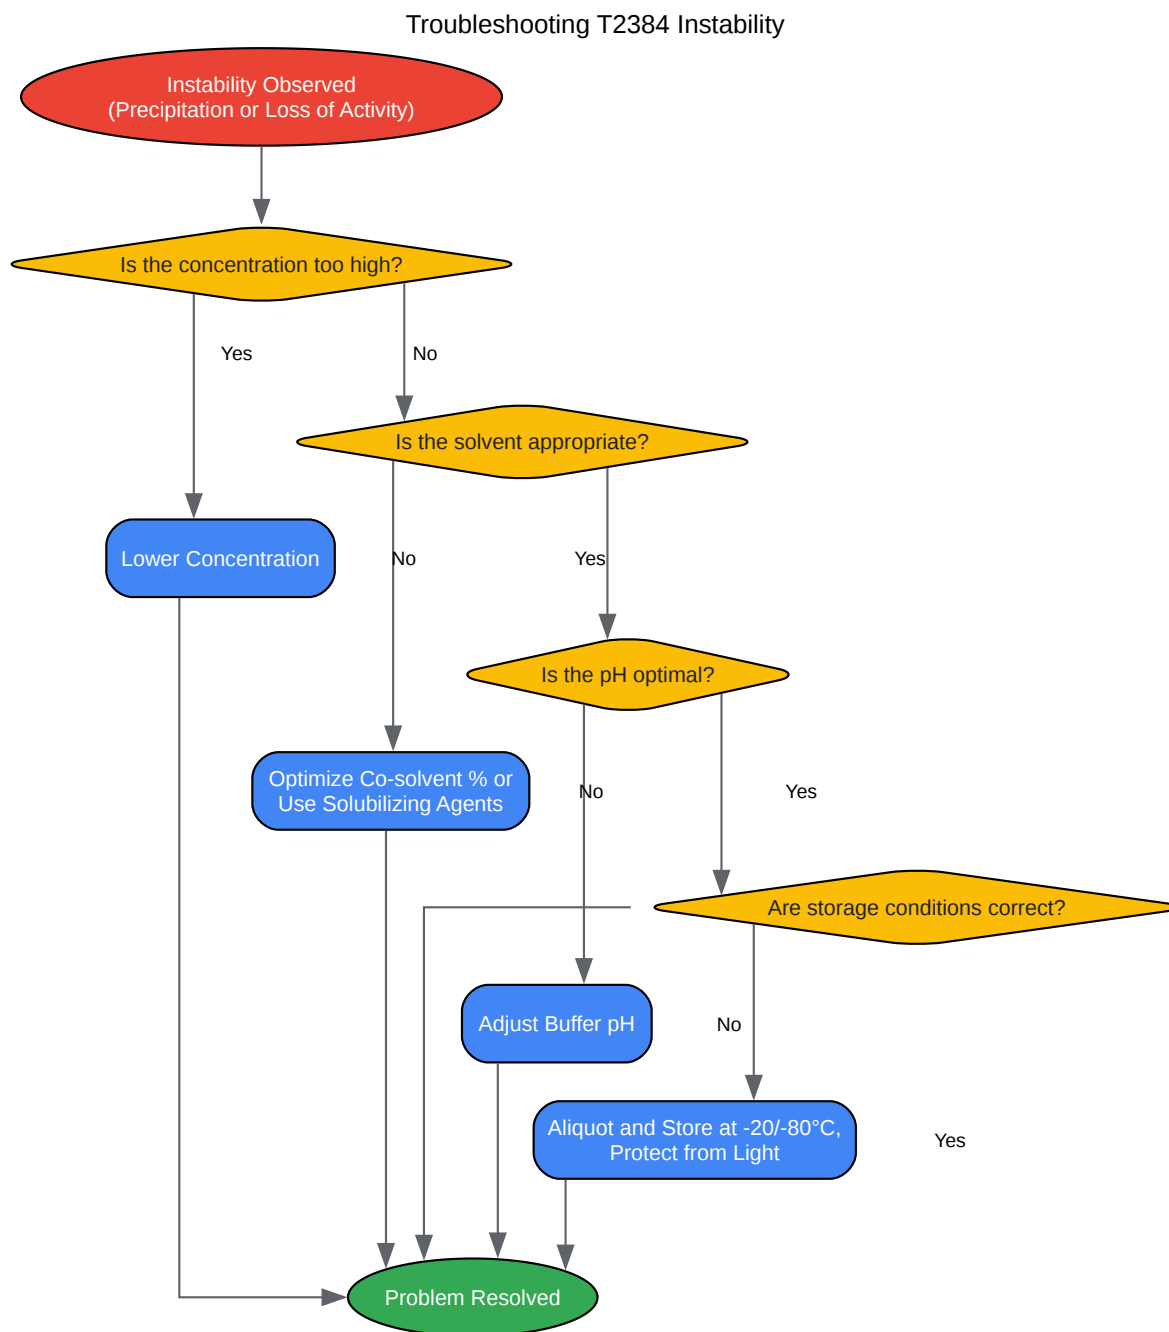 Troubleshooting T2384 Instability
Instability Observed
(Precipitation or Loss of Activity)
Is the concentration too high?
Yes
No
Is the solvent appropriate?
Lower Concentration
No
Yes
Is the pH optimal?
Optimize Co-solvent % or
Use Solubilizing Agents
No
Yes
Are storage conditions correct?
Adjust Buffer pH
No
Aliquot and Store at -20/-80°C,
Protect from Light
Yes
Problem Resolved